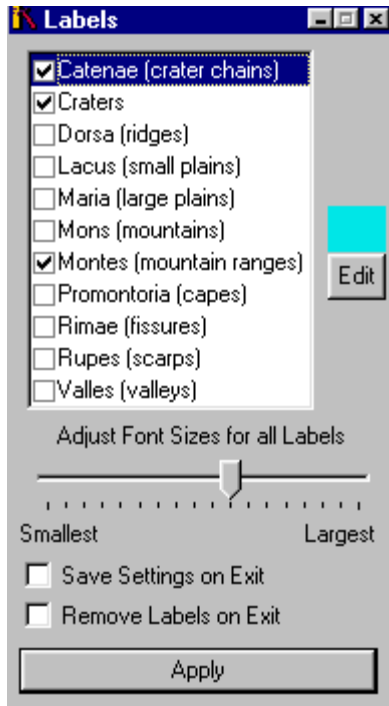 Labels
Catenae (crater chains)
Craters
Dorsa (ridges)
Lacus (small plains)
Maria (large plains)
Mons (mountains)
Montes (mountain ranges)
Promontoria (capes)
Rimae (fissures)
Rupes (scarps)
Valles (valleys)
Edit
Adjust Font Sizes for all Labels
Smallest Largest
Save Settings on Exit
Remove Labels on Exit
Apply